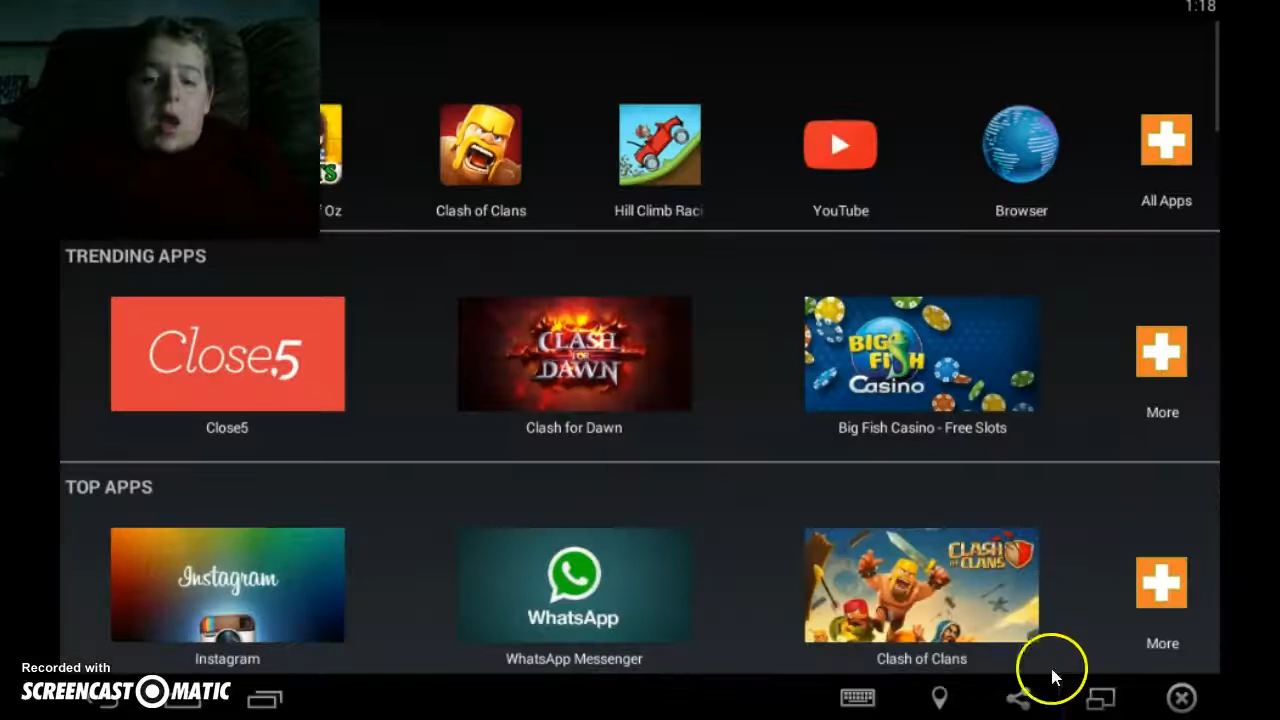 1:18
Oz
Clash of Clans
Hill Climb Raci
YouTube
Browser
All Apps
TRENDING APPS
Close5
CLASH
FOR
DAWN
BIG
FISH
Casino
Close5
Clash for Dawn
Big Fish Casino - Free Slots
More
TOP APPS
Instagram
WhatsApp
CLASH
OF CLANS
Instagram
WhatsApp Messenger
Clash of Clans
More
Recorded with
SCREENCAST O MATIC